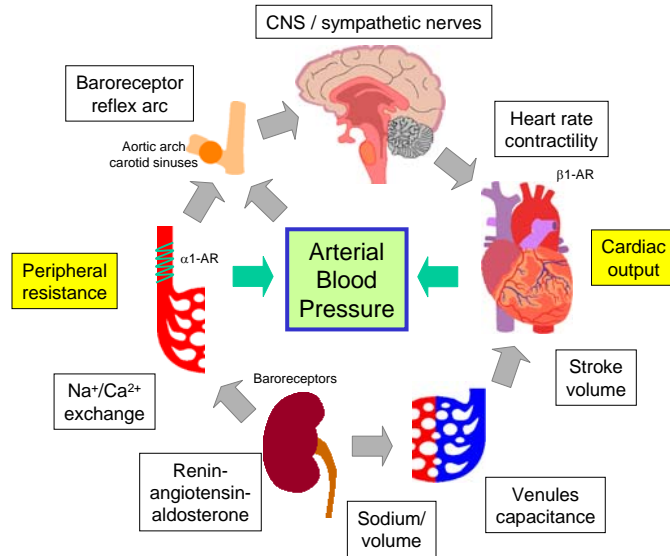 CNS / sympathetic nerves
Baroreceptor
reflex arc
Aortic arch
carotid sinuses
Heart rate
contractility
β1-AR
α1-AR
Peripheral
resistance
Arterial
Blood
Pressure
Cardiac
output
Na⁺/Ca²⁺
exchange
Baroreceptors
Stroke
volume
Renin-
angiotensin-
aldosterone
Sodium/
volume
Venules
capacitance